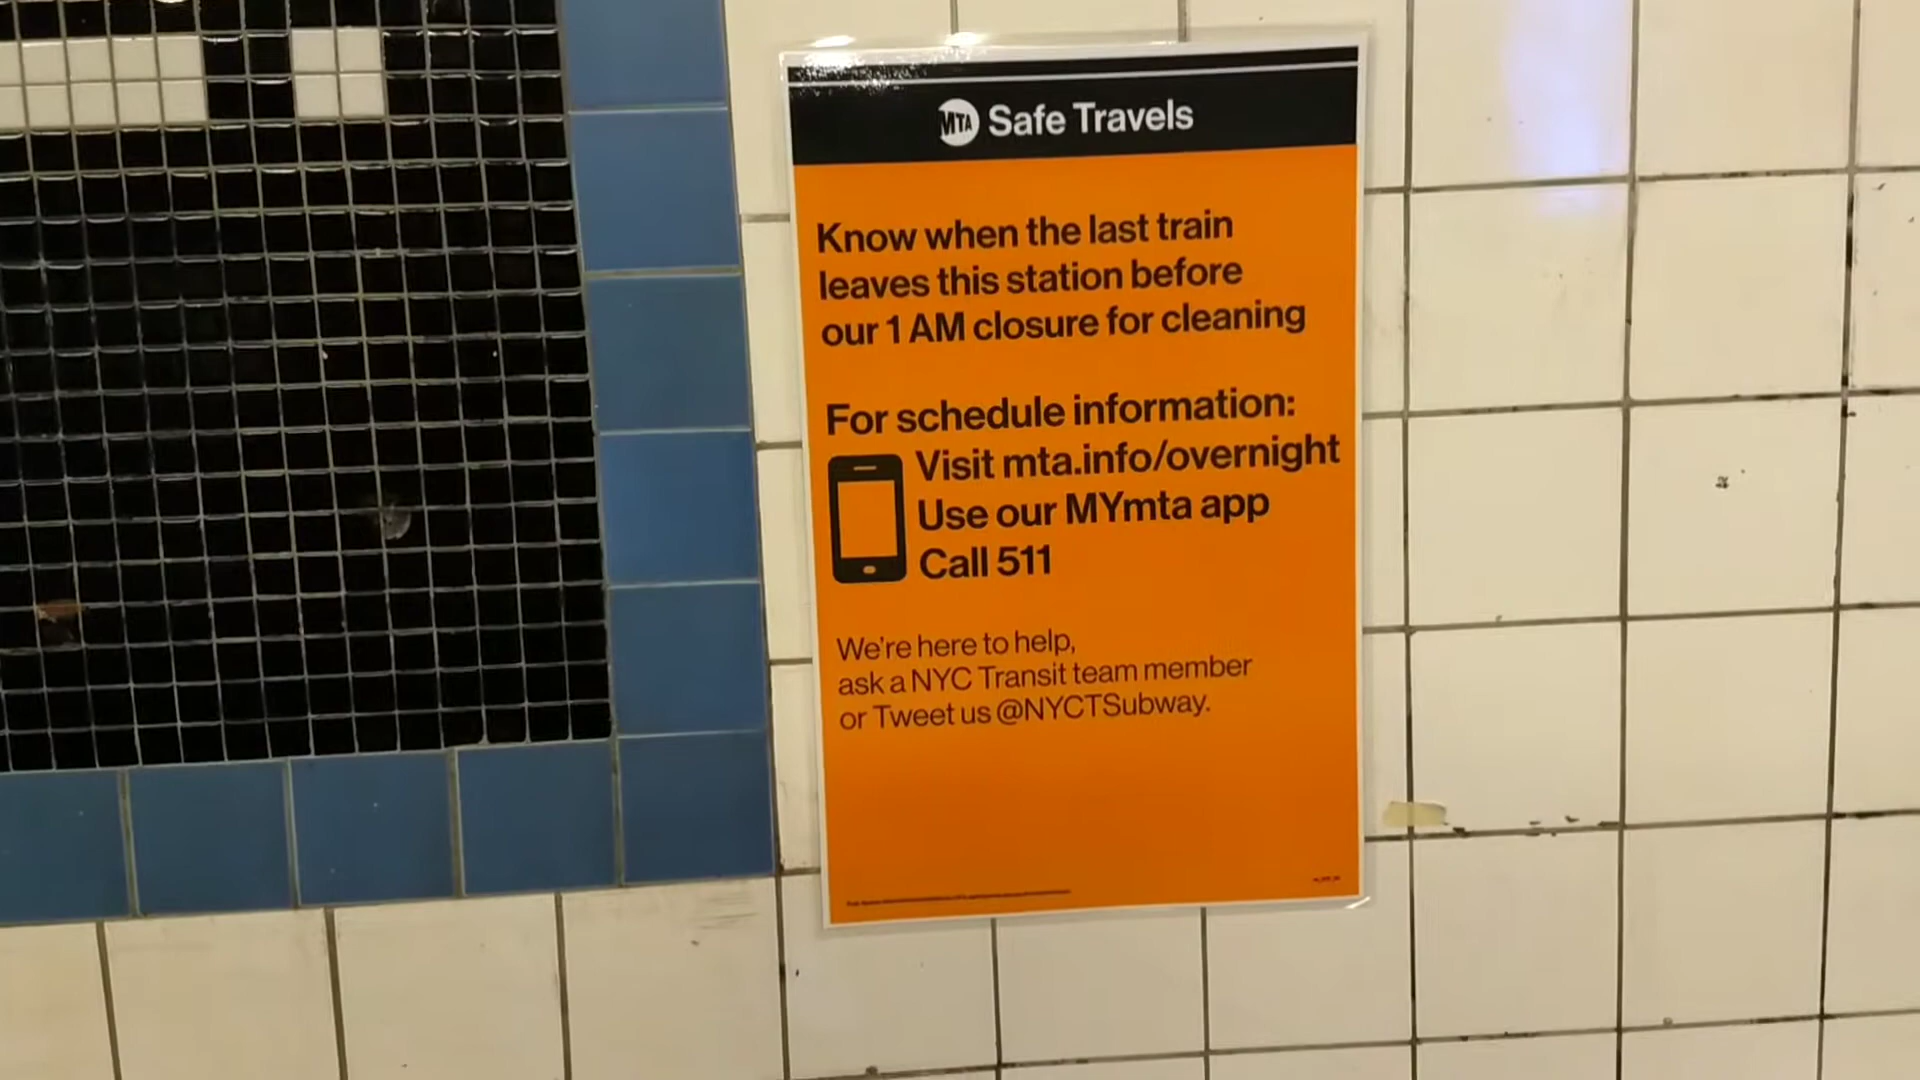 MTA Safe Travels
Know when the last train
leaves this station before
our 1 AM closure for cleaning
For schedule information:
Visit mta.info/overnight
Use our MYmta app
Call 511
We're here to help,
ask a NYC Transit team member
or Tweet us @NYCTSubway.